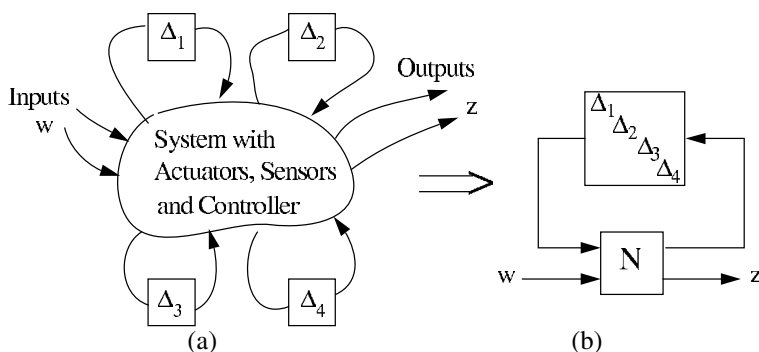 Δ1
Δ2
Inputs
w
Outputs
z
System with
Actuators, Sensors
and Controller
Δ3
Δ4
(a)
Δ1
Δ2
Δ3
Δ4
N
w
z
(b)